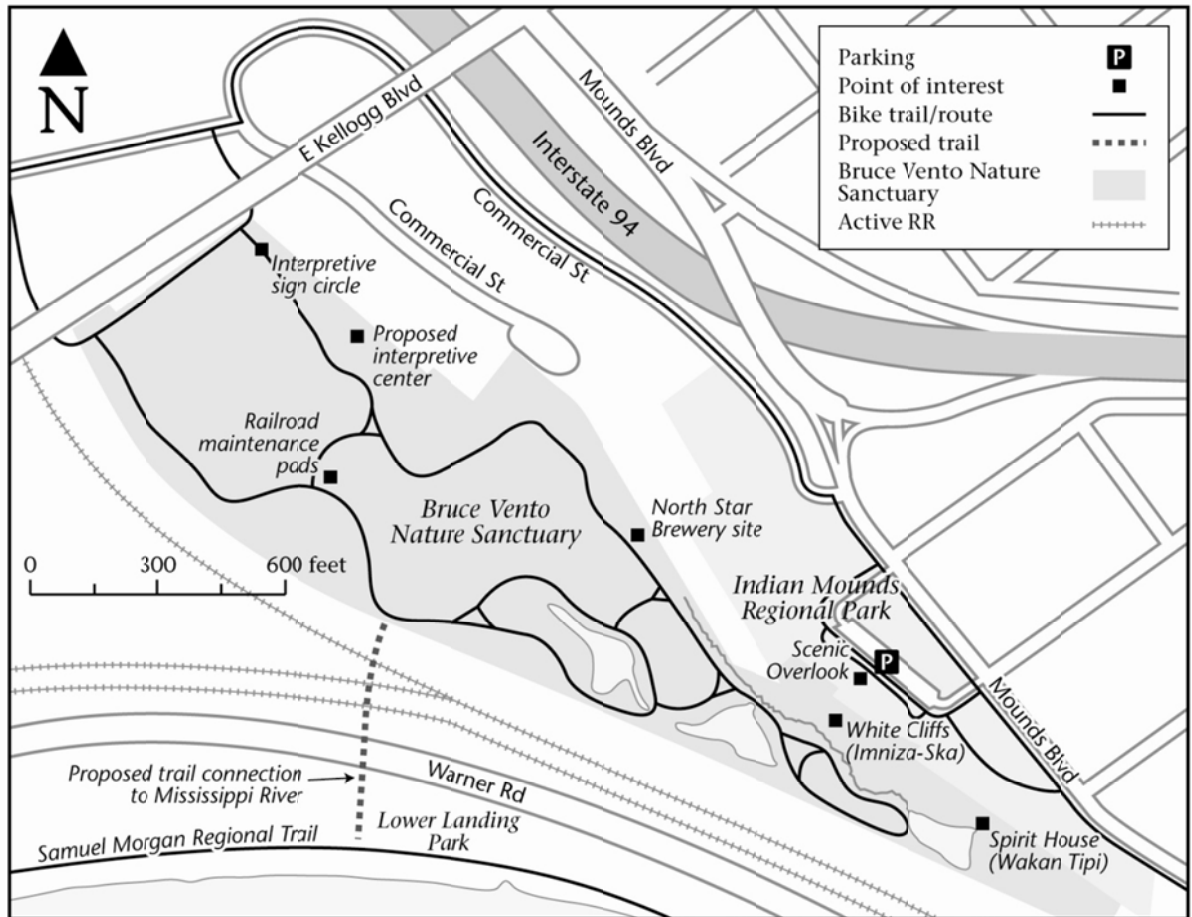 N
E Kellogg Blvd
Mounds Blvd
Interstate 94
Commercial St
Commercial St
Parking
P
Point of interest
Bike trail/route
Proposed trail
Bruce Vento Nature
Sanctuary
Active RR
Interpretive
sign circle
Proposed
interpretive
center
Railroad
maintenance
pads
Bruce Vento
Nature Sanctuary
North Star
Brewery site
0 300 600 feet
Indian Mounds
Regional Park
Scenic
Overlook
P
White Cliffs
(Imniza-Ska)
Mounds Blvd
Spirit House
(Wakan Tipi)
Proposed trail connection
to Mississippi River
Warner Rd
Lower Landing
Park
Samuel Morgan Regional Trail